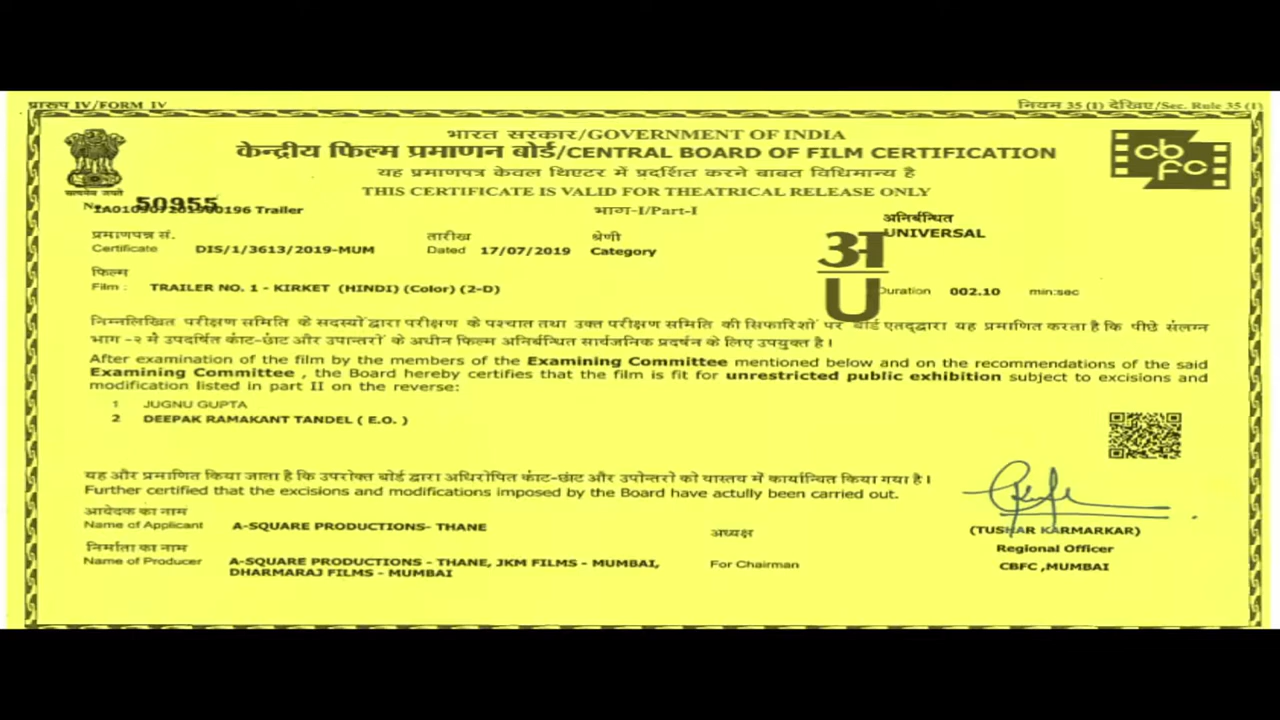 प्रारूप IV/FORM IV
नियम 35 (1) देखिए/Sec. Rule 35 (1)
भारत सरकार/GOVERNMENT OF INDIA
केन्द्रीय फिल्म प्रमाणन बोर्ड/CENTRAL BOARD OF FILM CERTIFICATION
cbfc
यह प्रमाणपत्र केवल थिएटर में प्रदर्शित करने बाबत विधिमान्य है
सत्यमेव जयते
THIS CERTIFICATE IS VALID FOR THEATRICAL RELEASE ONLY
No. 50955
Trailer
भाग-I/Part-I
अनिर्बन्धित
प्रमाणपत्र सं. तारीख श्रेणी अ UNIVERSAL
Certificate DIS/1/3613/2019-MUM Dated 17/07/2019 Category
फिल्म
Film : TRAILER NO. 1 - KIRKET (HINDI) (Color) (2-D) U Duration 002.10 min:sec
निम्नलिखित परीक्षण समिति के सदस्यों द्वारा परीक्षण के पश्चात तथा उक्त परीक्षण समिति की सिफारिशों पर बोर्ड एतद्द्वारा यह प्रमाणित करता है कि पीछे संलग्न
भाग -२ मे उपदर्षित कांट-छांट और उपान्तरों के अधीन फिल्म अनिर्बन्धित सार्वजनिक प्रदर्षन के लिए उपयुक्त है।
After examination of the film by the members of the Examining Committee mentioned below and on the recommendations of the said
Examining Committee , the Board hereby certifies that the film is fit for unrestricted public exhibition subject to excisions and
modification listed in part II on the reverse:
1 JUGNU GUPTA
2 DEEPAK RAMAKANT TANDEL ( E.O. )
यह और प्रमाणित किया जाता है कि उपरोक्त बोर्ड द्वारा अधिरोपित कांट-छांट और उपोन्तरों को यास्तय में कार्यान्यित किया गया है।
Further certified that the excisions and modifications imposed by the Board have actully been carried out.
आयेदक का नाम
Name of Applicant A-SQUARE PRODUCTIONS- THANE
अध्यक्ष
(TUSHAR KARMARKAR)
निर्माता का नाम
Regional Officer
Name of Producer A-SQUARE PRODUCTIONS - THANE, JKM FILMS - MUMBAI,
DHARMARAJ FILMS - MUMBAI
For Chairman
CBFC ,MUMBAI